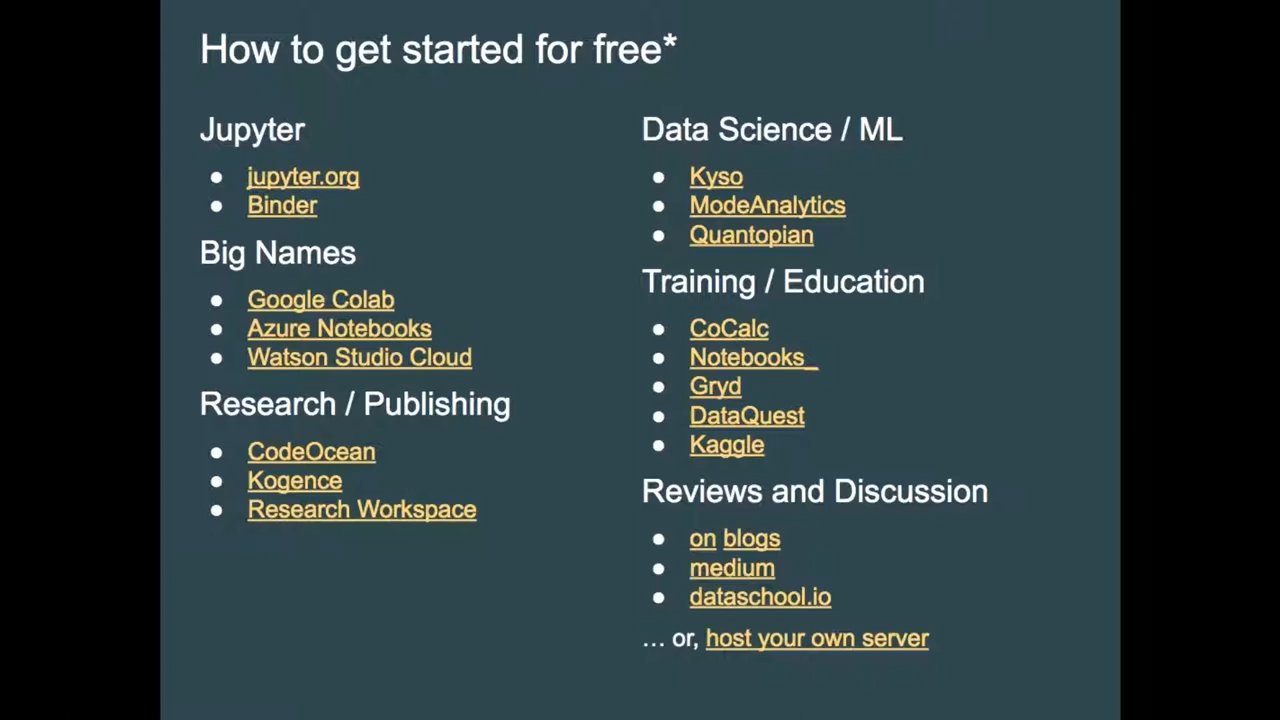 How to get started for free*
Jupyter
● jupyter.org
● Binder
Big Names
● Google Colab
● Azure Notebooks
● Watson Studio Cloud
Research / Publishing
● CodeOcean
● Kogence
● Research Workspace
Data Science / ML
● Kyso
● ModeAnalytics
● Quantopian
Training / Education
● CoCalc
● Notebooks_
● Gryd
● DataQuest
● Kaggle
Reviews and Discussion
● on blogs
● medium
● dataschool.io
… or, host your own server